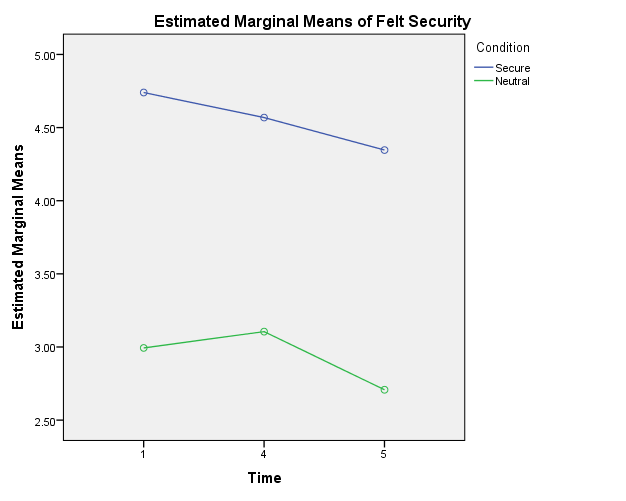 Estimated Marginal Means of Felt Security
Condition
Secure
Neutral
Estimated Marginal Means
5.00
4.50
4.00
3.50
3.00
2.50
1
4
5
Time